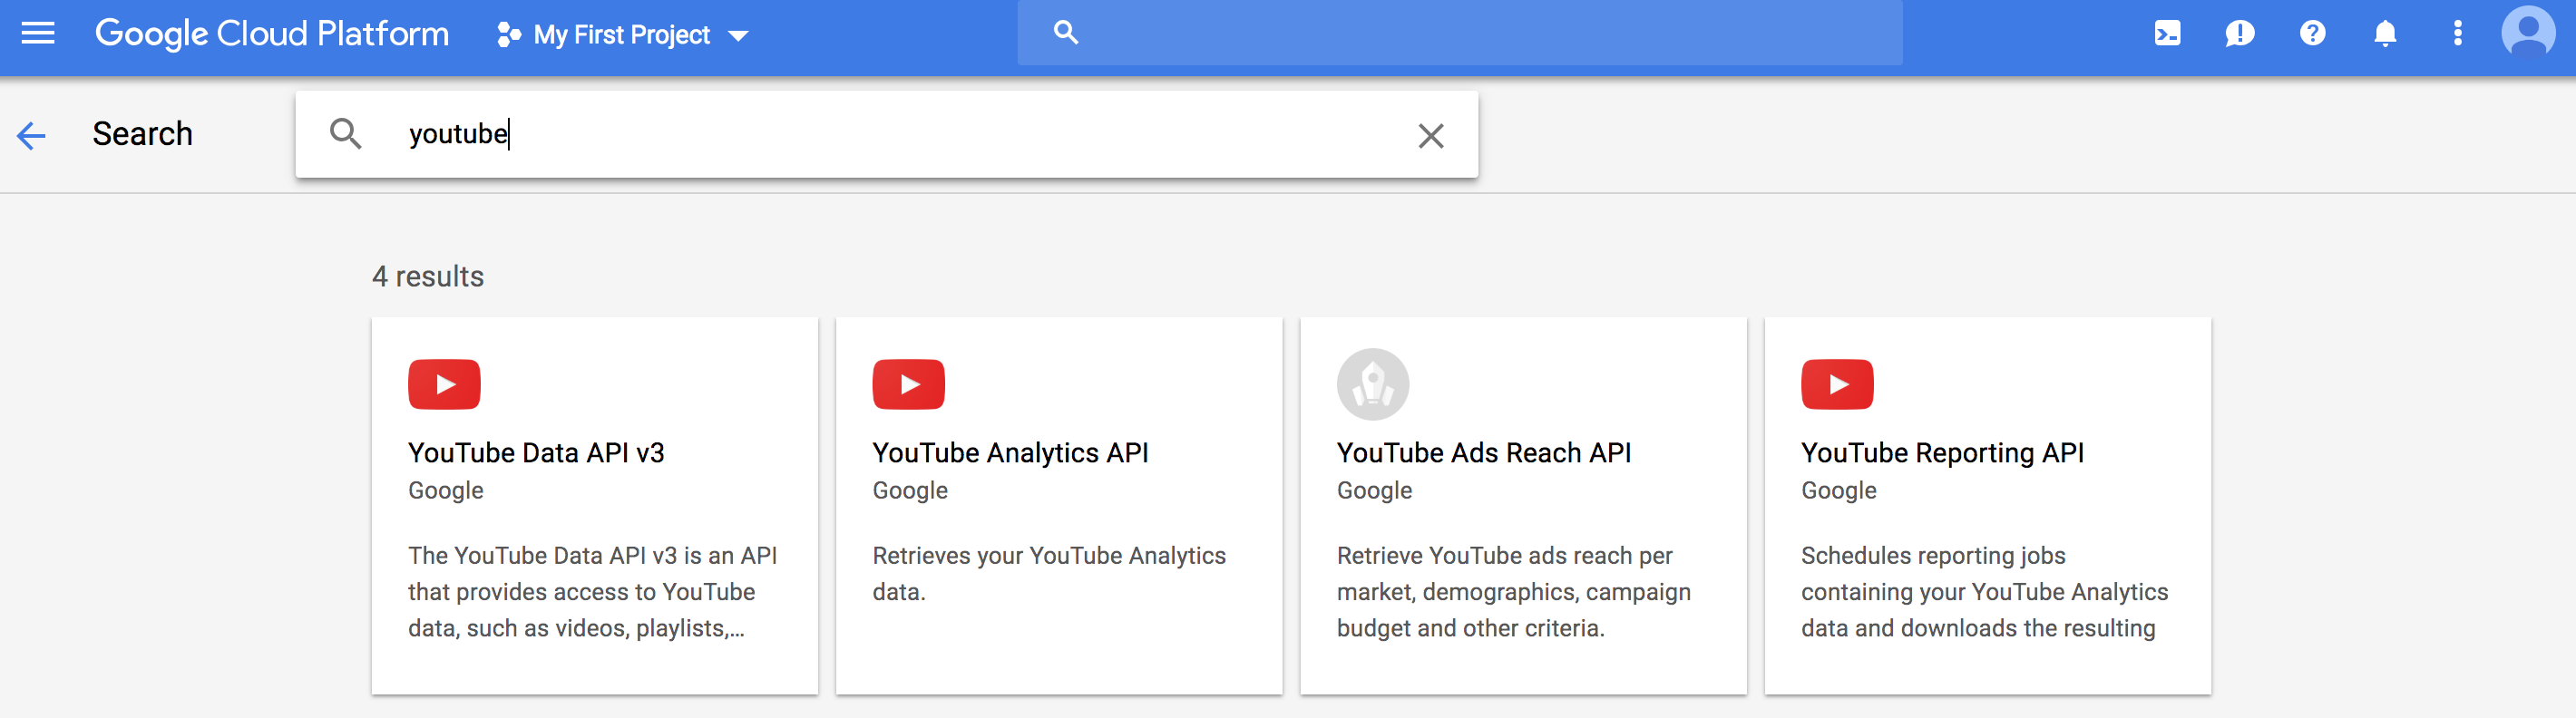 Google Cloud Platform
My First Project
Search
youtube
4 results
YouTube Data API v3
Google
The YouTube Data API v3 is an API
that provides access to YouTube
data, such as videos, playlists,...
YouTube Analytics API
Google
Retrieves your YouTube Analytics
data.
YouTube Ads Reach API
Google
Retrieve YouTube ads reach per
market, demographics, campaign
budget and other criteria.
YouTube Reporting API
Google
Schedules reporting jobs
containing your YouTube Analytics
data and downloads the resulting